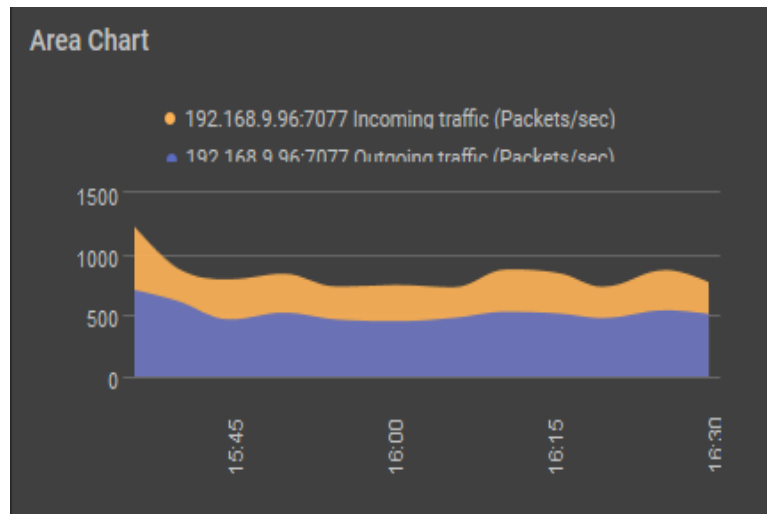 Area Chart
192.168.9.96:7077 Incoming traffic (Packets/sec)
192.168.9.96:7077 Outgoing traffic (Packets/sec)
1500
1000
500
0
15:45
16:00
16:15
16:30